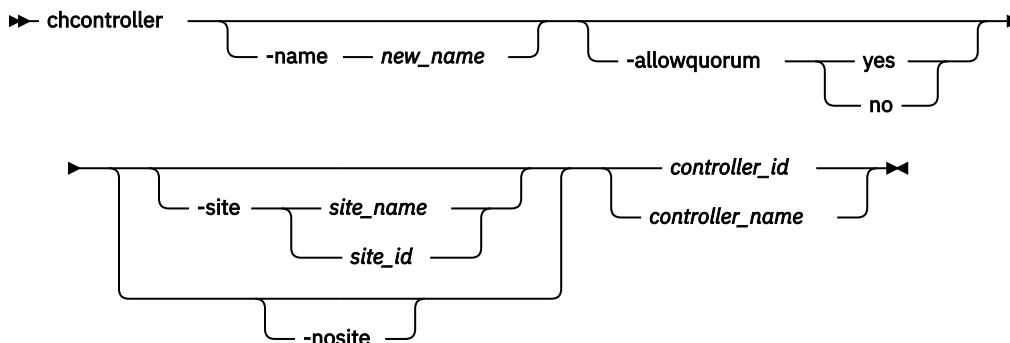 chcontroller
-name new_name
-allowquorum yes
no
-site site_name
site_id
-nosite
controller_id
controller_name